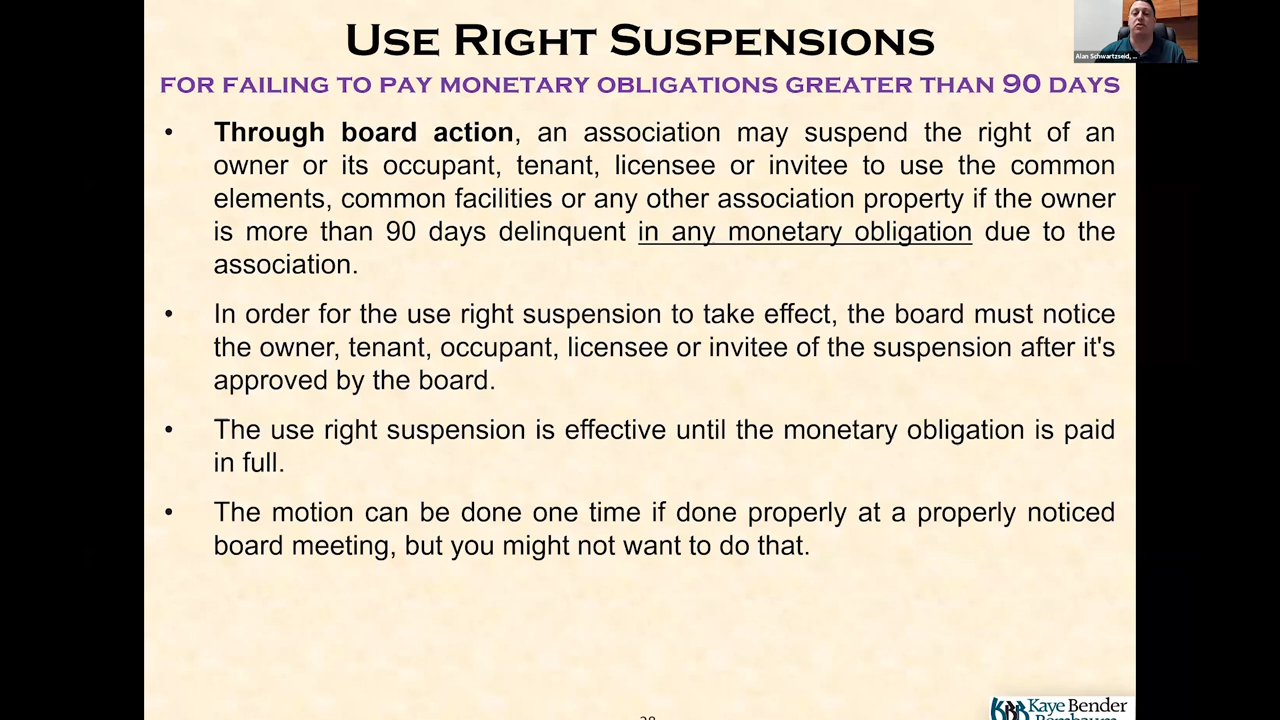 USE RIGHT SUSPENSIONS
FOR FAILING TO PAY MONETARY OBLIGATIONS GREATER THAN 90 DAYS
• Through board action, an association may suspend the right of an
owner or its occupant, tenant, licensee or invitee to use the common
elements, common facilities or any other association property if the owner
is more than 90 days delinquent in any monetary obligation due to the
association.
• In order for the use right suspension to take effect, the board must notice
the owner, tenant, occupant, licensee or invitee of the suspension after it's
approved by the board.
• The use right suspension is effective until the monetary obligation is paid
in full.
• The motion can be done one time if done properly at a properly noticed
board meeting, but you might not want to do that.
Alan Schwartzseid, ...
KBR Kaye Bender